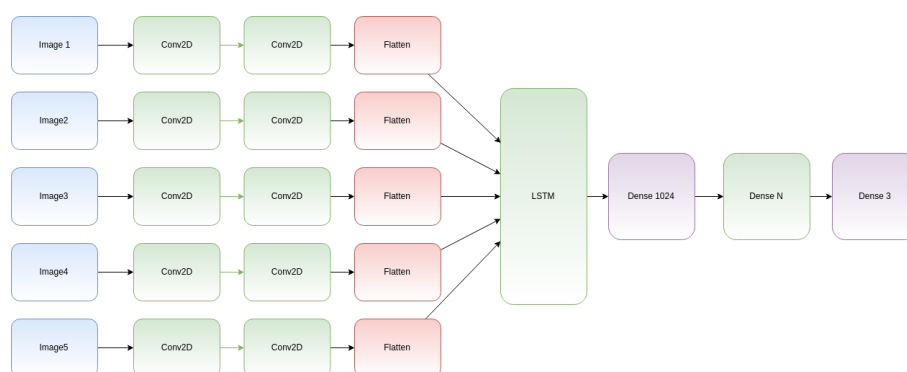 Image 1
Conv2D
Conv2D
Flatten
Image2
Conv2D
Conv2D
Flatten
Image3
Conv2D
Conv2D
Flatten
LSTM
Dense 1024
Dense N
Dense 3
Image4
Conv2D
Conv2D
Flatten
Image5
Conv2D
Conv2D
Flatten